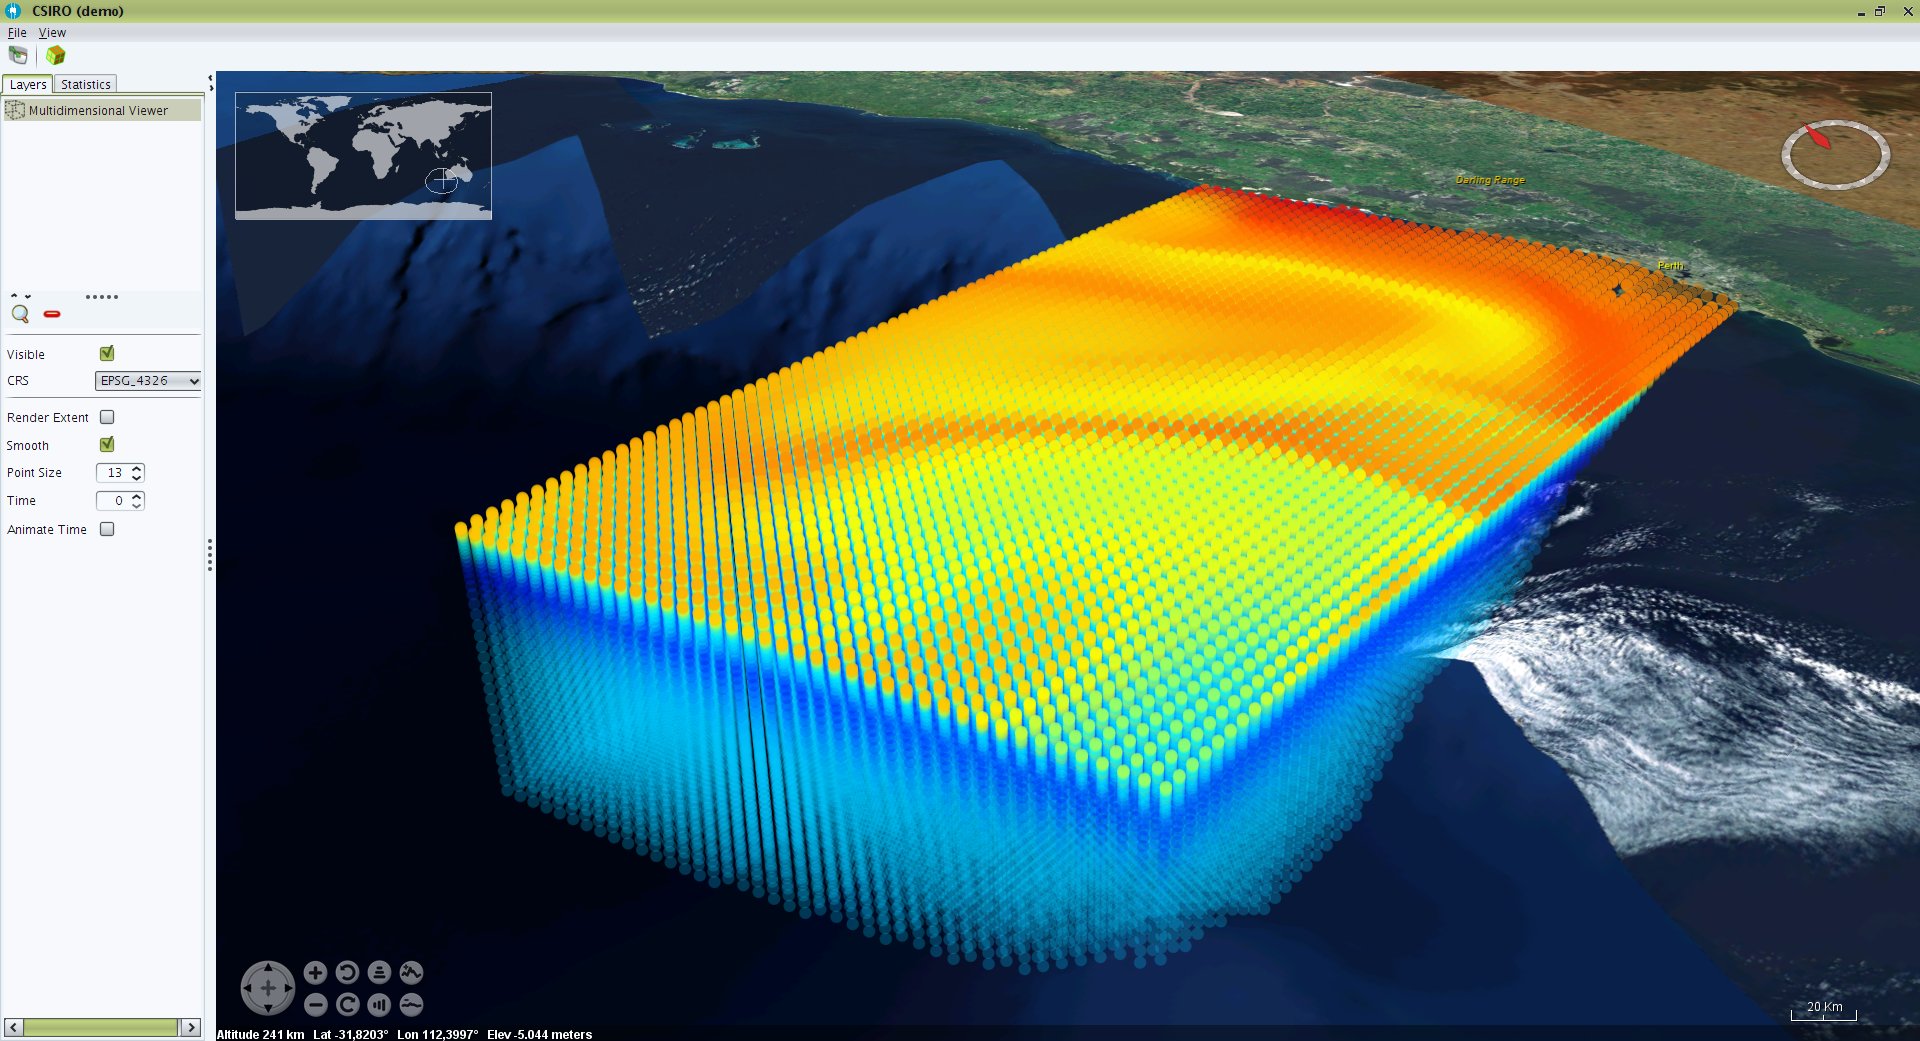 CSIRO (demo)
File View
Layers Statistics
Multidimensional Viewer
Visible
CRS EPSG_4326
Render Extent
Smooth
Point Size 13
Time 0
Animate Time
Darling Range
Perth
20 Km
Altitude 241 km Lat -31,8203° Lon 112,3997° Elev -5.044 meters